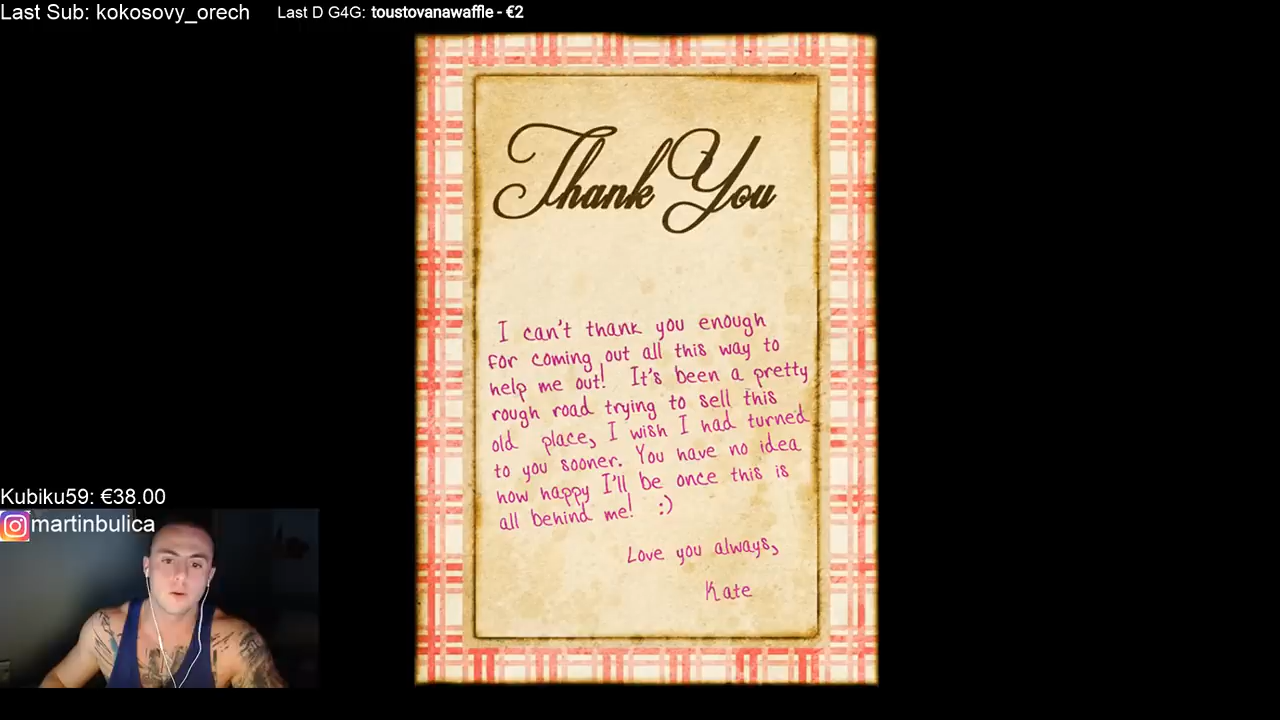 Last Sub: kokosovy_orech
Last D G4G: toustovanawaffle - €2
Thank You
I can't thank you enough
for coming out all this way to
help me out! It's been a pretty
rough road trying to sell this
old place, I wish I had turned
to you sooner. You have no idea
how happy I'll be once this is
all behind me! :)
Love you always,
Kate
Kubiku59: €38.00
martinbulica